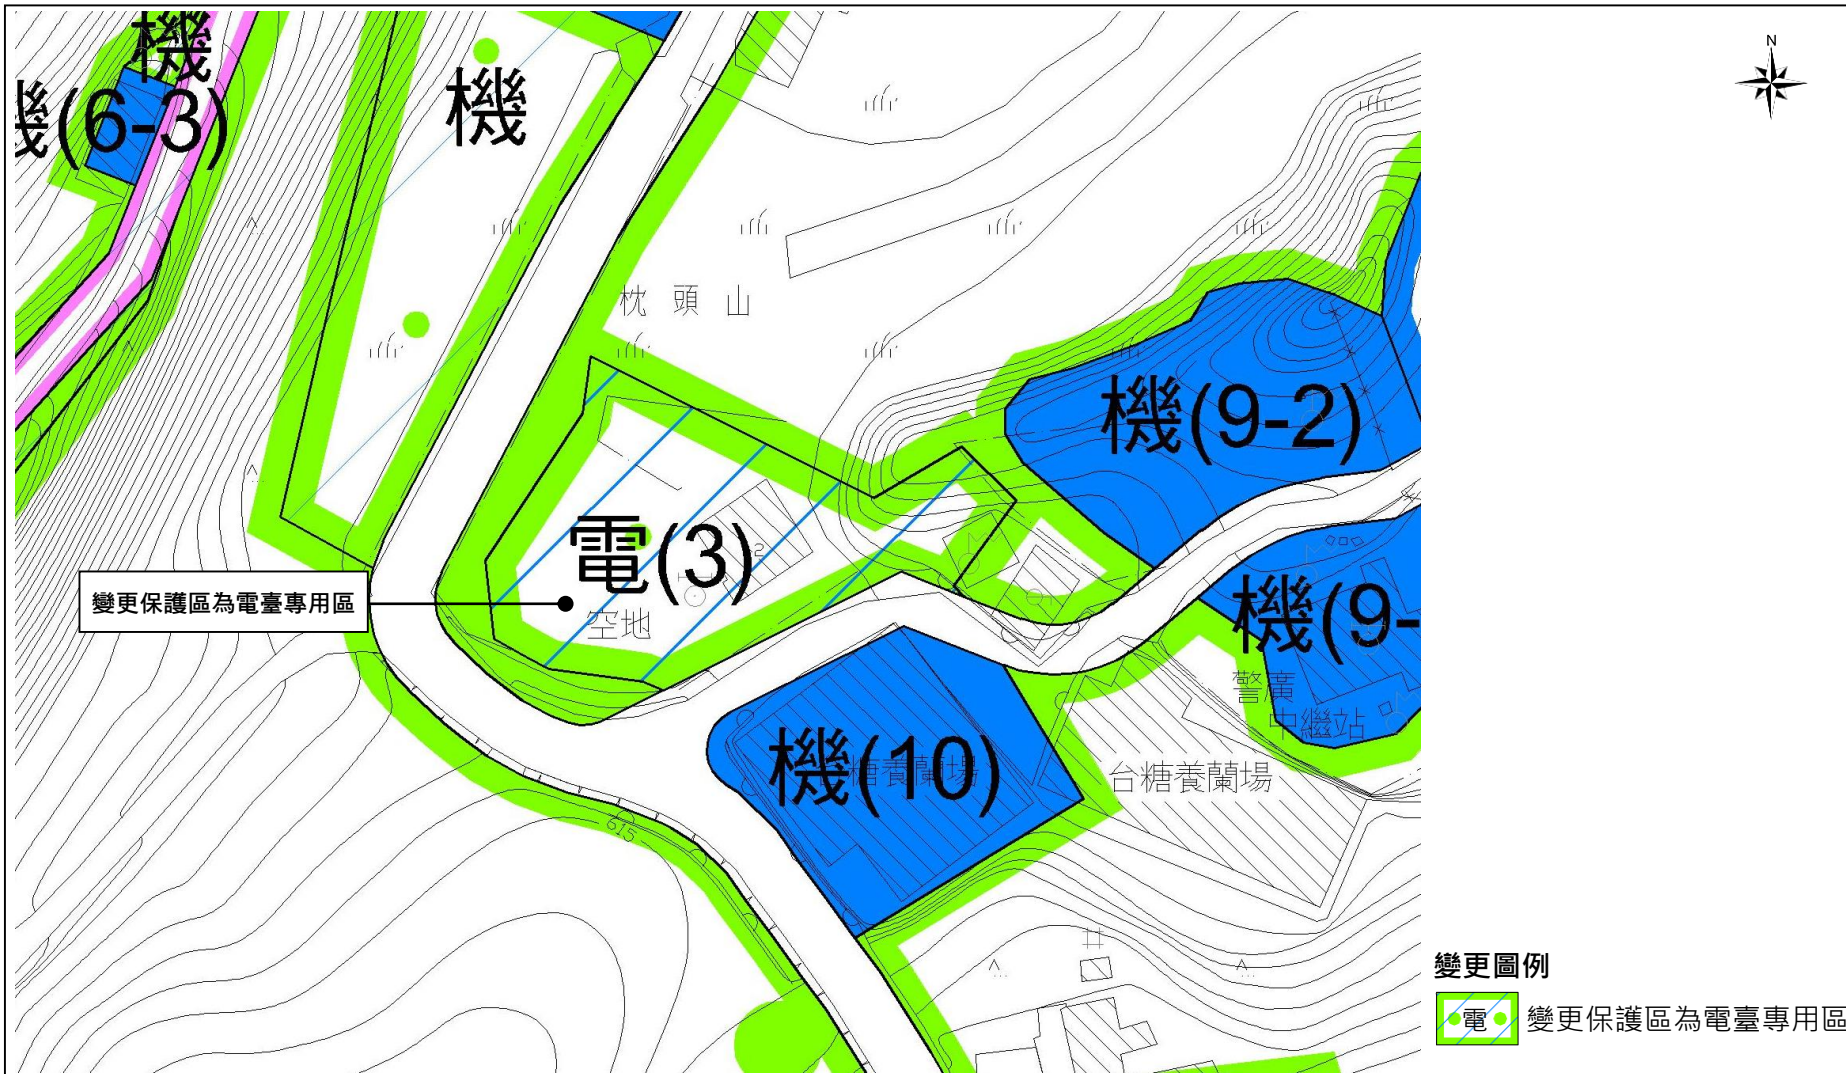 機
機(6-3)
機
N
枕頭山
機(9-2)
電(3)
2
空地
變更保護區為電臺專用區
機(9-
警廣
中繼站
機(10)
台糖養蘭場
台糖養蘭場
615
井
變更圖例
電
變更保護區為電臺專用區